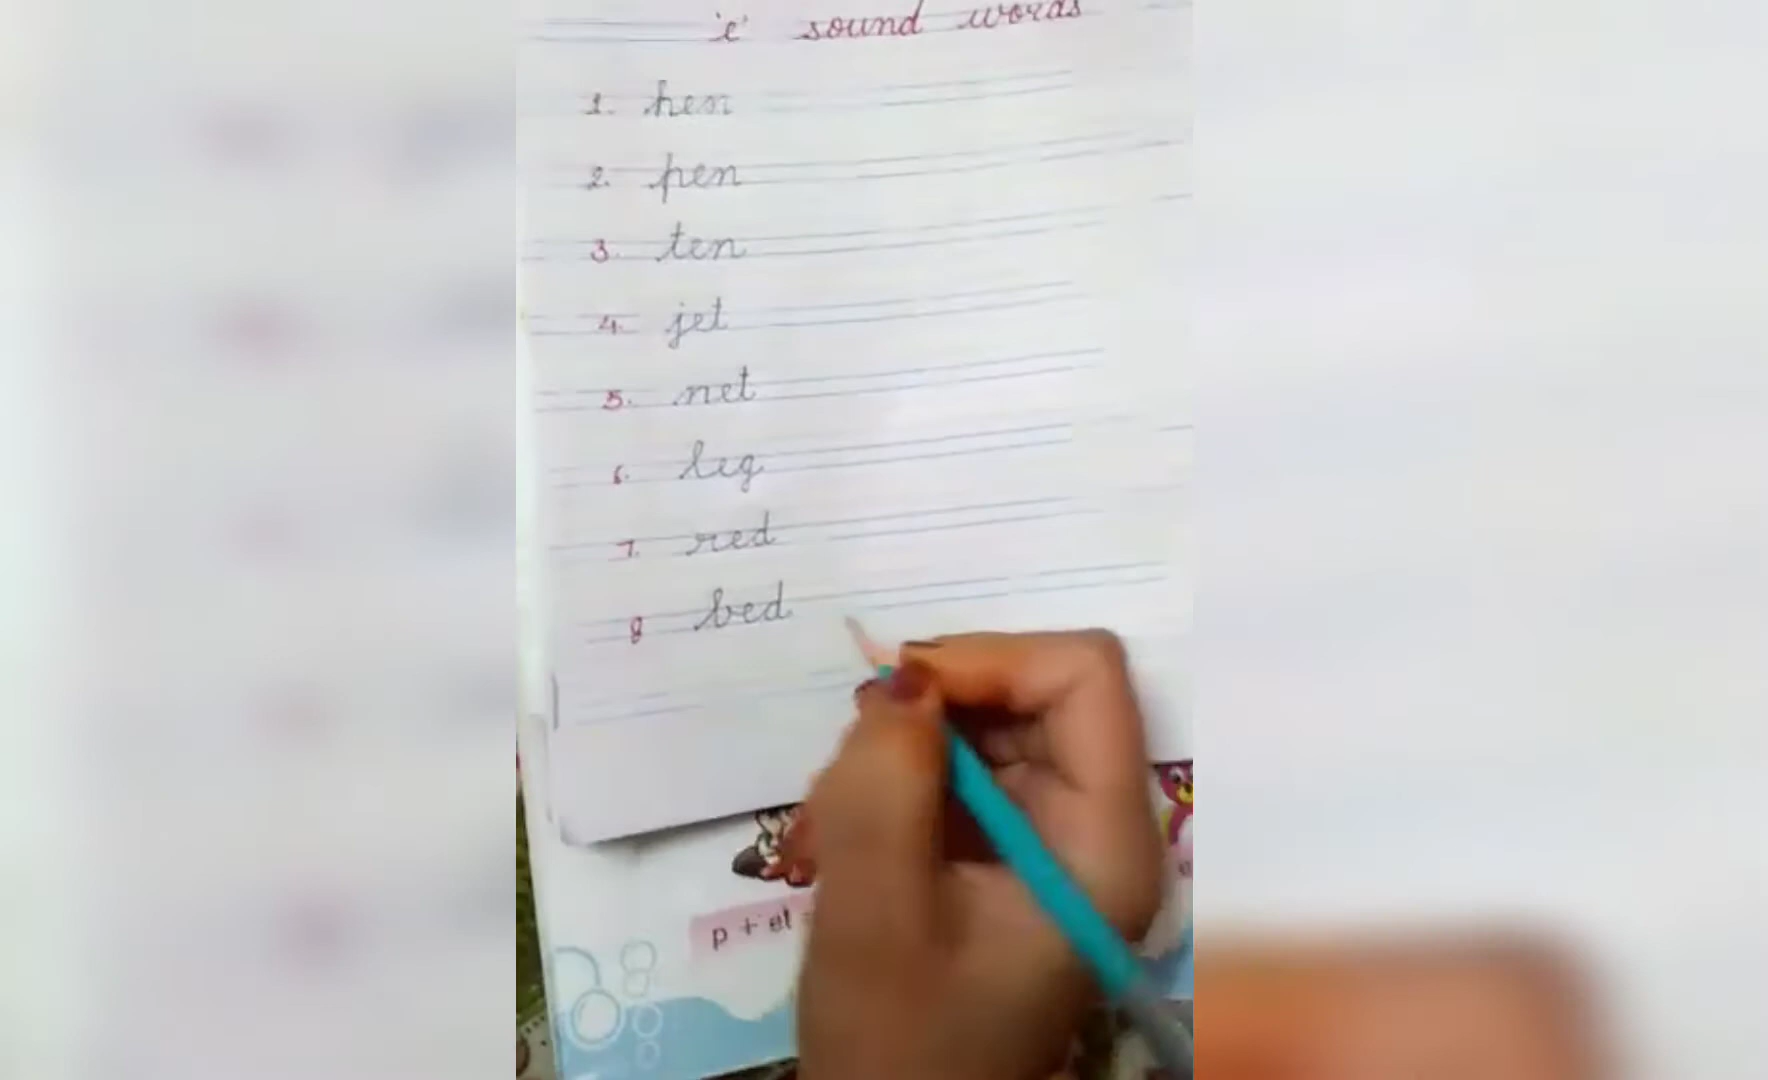 'e' sound words
1. hen
2. pen
3. ten
4. jet
5. net
6. leg
7. red
8 bed
p + et